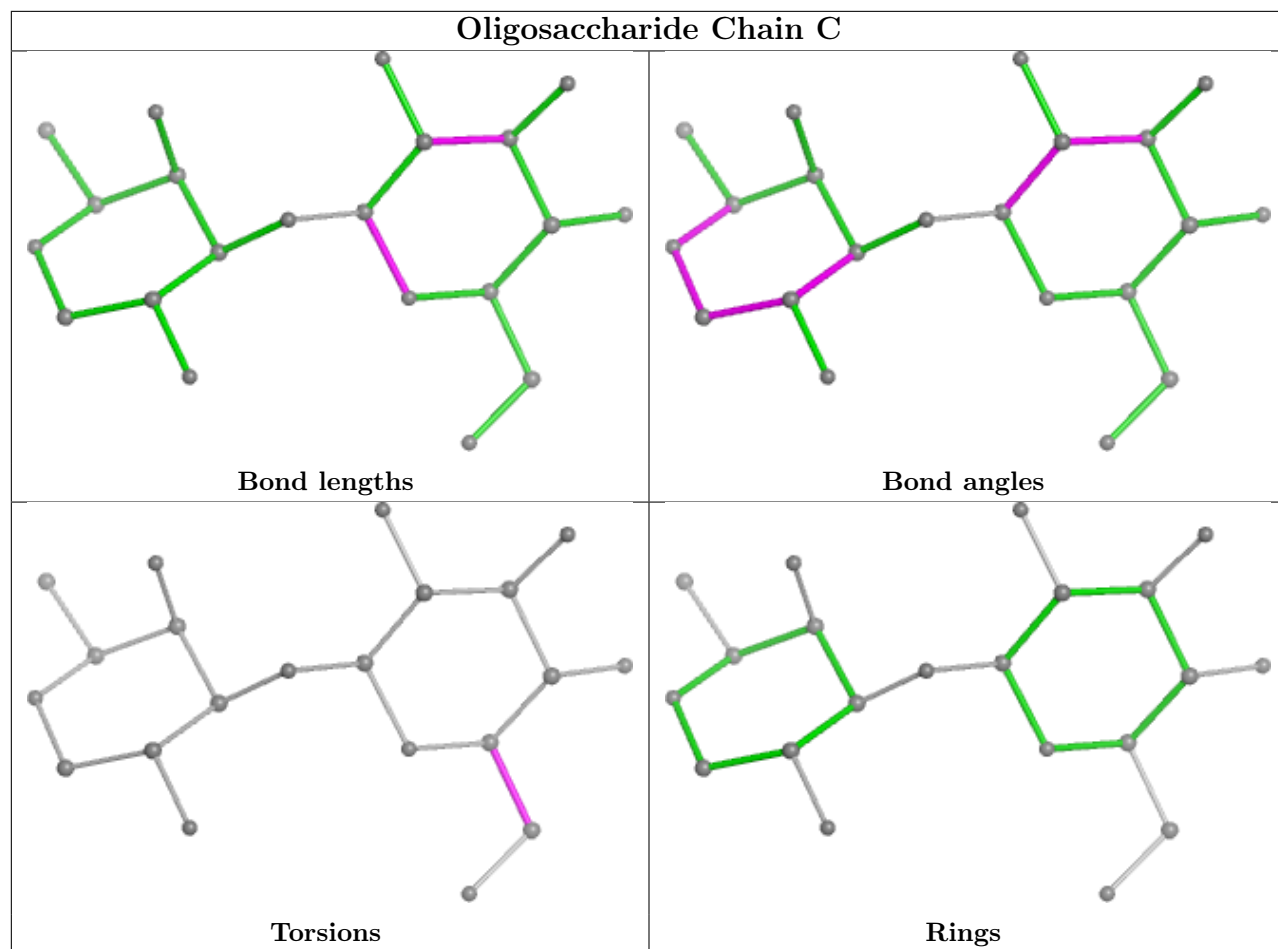 Oligosaccharide Chain C
Bond lengths
Bond angles
Torsions
Rings